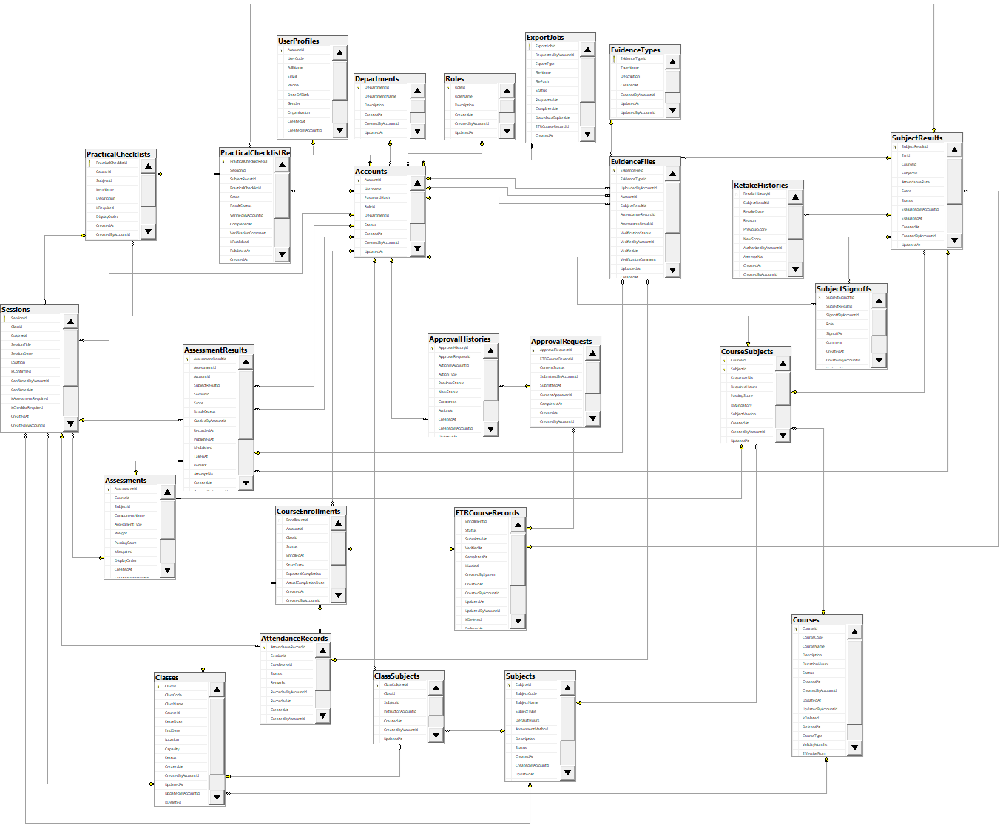 UserProfiles
AccountId
UserCode
FullName
Email
Phone
DateOfBirth
Gender
Organization
CreatedAt
CreatedByAccountId
Departments
DepartmentId
DepartmentName
Description
CreatedAt
CreatedByAccountId
UpdatedAt
Roles
RoleId
RoleName
Description
CreatedAt
CreatedByAccountId
UpdatedAt
ExportJobs
ExportJobId
RequestedByAccountId
ExportType
FileName
FilePath
Status
RequestedAt
CompletedAt
DownloadExpiredAt
ETRCourseRecordId
CreatedAt
EvidenceTypes
EvidenceTypeId
TypeName
Description
CreatedAt
CreatedByAccountId
UpdatedAt
UpdatedByAccountId
PracticalChecklists
PracticalChecklistId
CourseId
SubjectId
ItemName
Description
IsRequired
DisplayOrder
CreatedAt
CreatedByAccountId
PracticalChecklistRe
PracticalChecklistResul
SessionId
SubjectResultId
PracticalChecklistId
Score
ResultStatus
VerifiedByAccountId
CompletedAt
VerificationComment
IsPublished
PublishedAt
CreatedAt
Accounts
AccountId
Username
PasswordHash
RoleId
DepartmentId
Status
CreatedAt
CreatedByAccountId
UpdatedAt
EvidenceFiles
EvidenceFileId
EvidenceTypeId
UploadedByAccountId
AccountId
SubjectResultId
AttendanceRecordId
AssessmentResultId
VerificationStatus
VerifiedByAccountId
VerifiedAt
VerificationComment
UploadedAt
CreatedAt
SubjectResults
SubjectResultId
EtrId
CourseId
SubjectId
AttendanceRate
Score
Status
EvaluatedByAccountId
EvaluatedAt
CreatedAt
CreatedByAccountId
UpdatedAt
RetakeHistories
RetakeHistoryId
SubjectResultId
RetakeDate
Reason
PreviousScore
NewScore
AuthorizedByAccountId
AttemptNo
CreatedAt
CreatedByAccountId
SubjectSignoffs
SubjectSignoffId
SubjectResultId
SignoffByAccountId
Role
SignoffAt
Comment
CreatedAt
CreatedByAccountId
Sessions
SessionId
ClassId
SubjectId
SessionTitle
SessionDate
Location
IsConfirmed
ConfirmedByAccountId
ConfirmedAt
IsAssessmentRequired
IsChecklistRequired
CreatedAt
CreatedByAccountId
AssessmentResults
AssessmentResultId
AssessmentId
AccountId
SubjectResultId
SessionId
Score
ResultStatus
GradedByAccountId
RecordedAt
PublishedAt
IsPublished
TakenAt
Remark
AttemptNo
CreatedAt
ApprovalHistories
ApprovalHistoryId
ApprovalRequestId
ActionByAccountId
ActionType
PreviousStatus
NewStatus
Comments
ActionAt
CreatedAt
CreatedByAccountId
UpdatedAt
ApprovalRequests
ApprovalRequestId
ETRCourseRecordId
CurrentStatus
SubmittedByAccountId
SubmittedAt
CurrentApproverId
CompletedAt
CreatedAt
CreatedByAccountId
CourseSubjects
CourseId
SubjectId
SequenceNo
RequiredHours
PassingScore
IsMandatory
SubjectVersion
CreatedAt
CreatedByAccountId
UpdatedAt
Assessments
AssessmentId
CourseId
SubjectId
ComponentName
AssessmentType
Weight
PassingScore
IsRequired
DisplayOrder
CreatedAt
CreatedByAccountId
CourseEnrollments
EnrollmentId
AccountId
ClassId
Status
EnrolledAt
StartDate
ExpectedCompletion
ActualCompletionDate
CreatedAt
CreatedByAccountId
ETRCourseRecords
EnrollmentId
Status
SubmittedAt
VerifiedAt
CompletedAt
IsLocked
CreatedBySystem
CreatedAt
CreatedByAccountId
UpdatedAt
UpdatedByAccountId
IsDeleted
DeletedAt
Courses
CourseId
CourseCode
CourseName
Description
DurationHours
Status
CreatedAt
CreatedByAccountId
UpdatedAt
UpdatedByAccountId
IsDeleted
DeletedAt
CourseType
ValidityMonths
EffectiveFrom
AttendanceRecords
AttendanceRecordId
SessionId
EnrollmentId
Status
Remarks
RecordedByAccountId
RecordedAt
CreatedAt
CreatedByAccountId
Classes
ClassId
ClassCode
ClassName
CourseId
StartDate
EndDate
Location
Capacity
Status
CreatedAt
CreatedByAccountId
UpdatedAt
UpdatedByAccountId
IsDeleted
ClassSubjects
ClassSubjectId
ClassId
SubjectId
InstructorAccountId
CreatedAt
CreatedByAccountId
UpdatedAt
Subjects
SubjectId
SubjectCode
SubjectName
SubjectType
DefaultHours
AssessmentMethod
Description
Status
CreatedAt
CreatedByAccountId
UpdatedAt